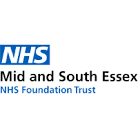 NHS
Mid and South Essex
NHS Foundation Trust